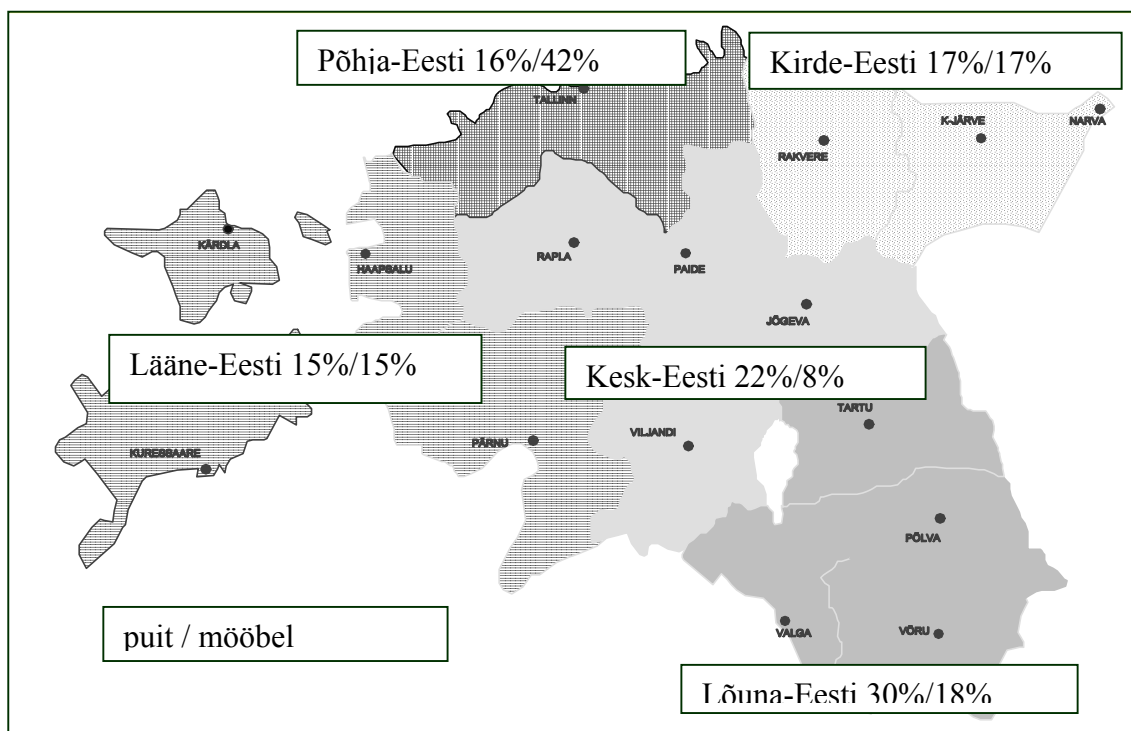 Põhja-Eesti 16%/42%
Kirde-Eesti 17%/17%
TALLINN
K-JÄRVE
NARVA
RAKVERE
KÄRDLA
HAAPSALU
RAPLA
PAIDE
JÕGEVA
Lääne-Eesti 15%/15%
Kesk-Eesti 22%/8%
TARTU
KURESSAARE
PÄRNU
VILJANDI
PÕLVA
puit / mööbel
VALGA
VÕRU
Lõuna-Eesti 30%/18%